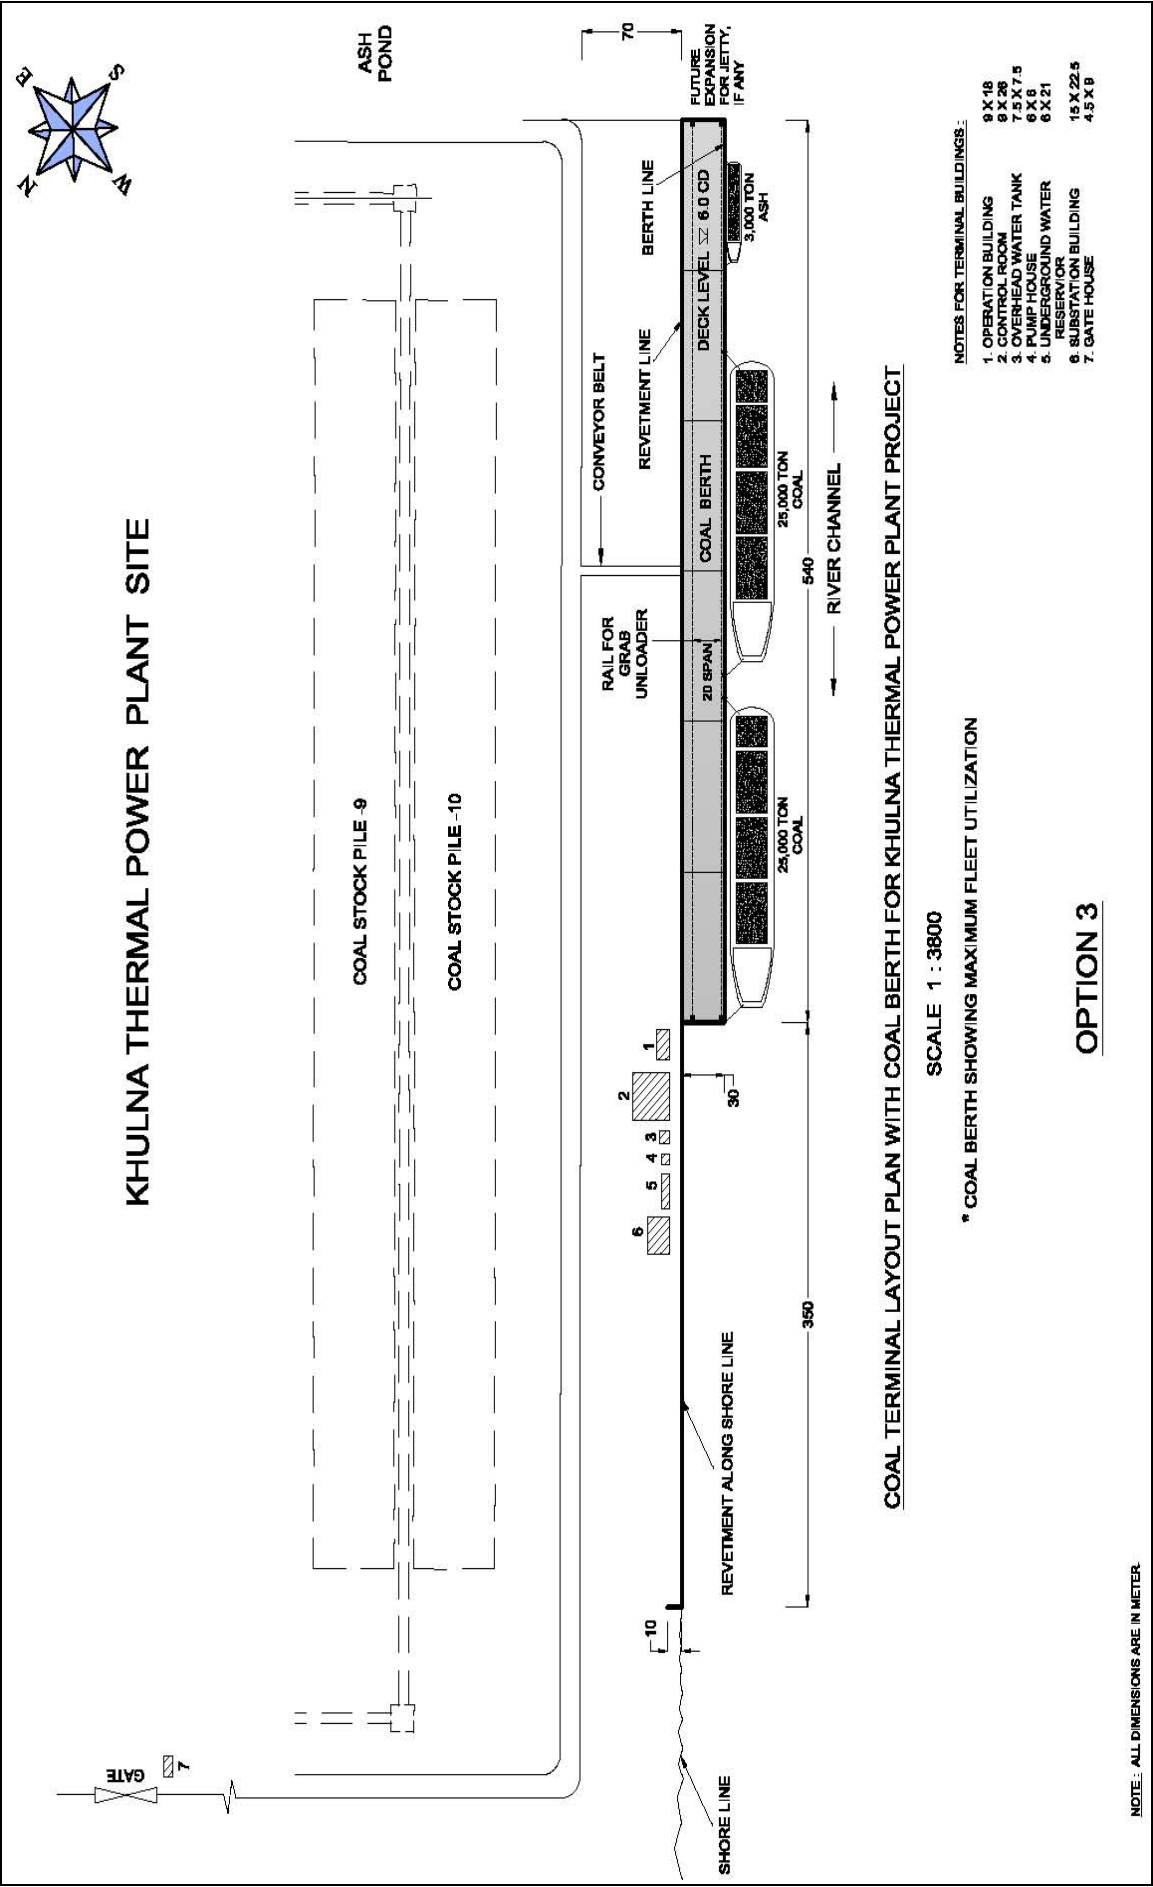 KHULNA THERMAL POWER PLANT SITE
N
E
S
W
GATE
7
ASH
POND
COAL STOCK PILE -9
COAL STOCK PILE -10
CONVEYOR BELT
70
6
5
4
3
2
1
RAIL FOR
GRAB
UNLOADER
REVETMENT LINE
BERTH LINE
FUTURE
EXPANSION
FOR JETTY,
IF ANY
10
20 SPAN
COAL BERTH
DECK LEVEL 6.0 CD
SHORE LINE
REVETMENT ALONG SHORE LINE
30
25,000 TON
COAL
25,000 TON
COAL
3,000 TON
ASH
350
540
RIVER CHANNEL
COAL TERMINAL LAYOUT PLAN WITH COAL BERTH FOR KHULNA THERMAL POWER PLANT PROJECT
SCALE 1 : 3800
* COAL BERTH SHOWING MAXIMUM FLEET UTILIZATION
OPTION 3
NOTES FOR TERMINAL BUILDINGS :
1. OPERATION BUILDING 9 X 18
2. CONTROL ROOM 9 X 26
3. OVERHEAD WATER TANK 7.5 X 7.5
4. PUMP HOUSE 6 X 6
5. UNDERGROUND WATER 6 X 21
RESERVIOR
6. SUBSTATION BUILDING 15 X 22.5
7. GATE HOUSE 4.5 X 9
NOTE : ALL DIMENSIONS ARE IN METER